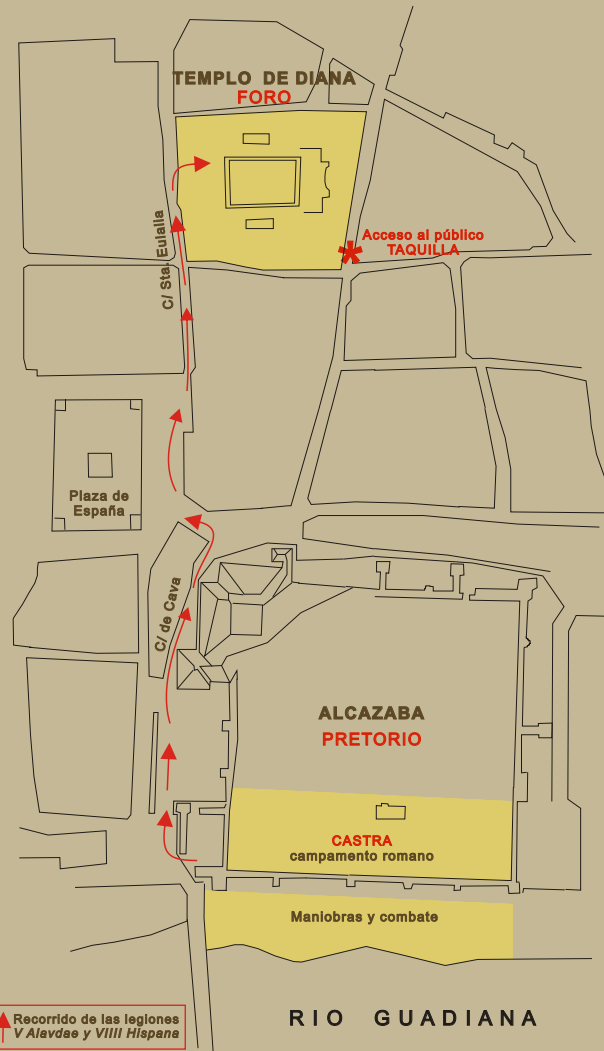 TEMPLO DE DIANA
FORO
Acceso al público
TAQUILLA
C/ Sta. Eulalia
Plaza de
España
C/ de Cava
ALCAZABA
PRETORIO
CASTRA
campamento romano
Maniobras y combate
RIO GUADIANA
Recorrido de las legiones
V Alavdae y VIIII Hispana